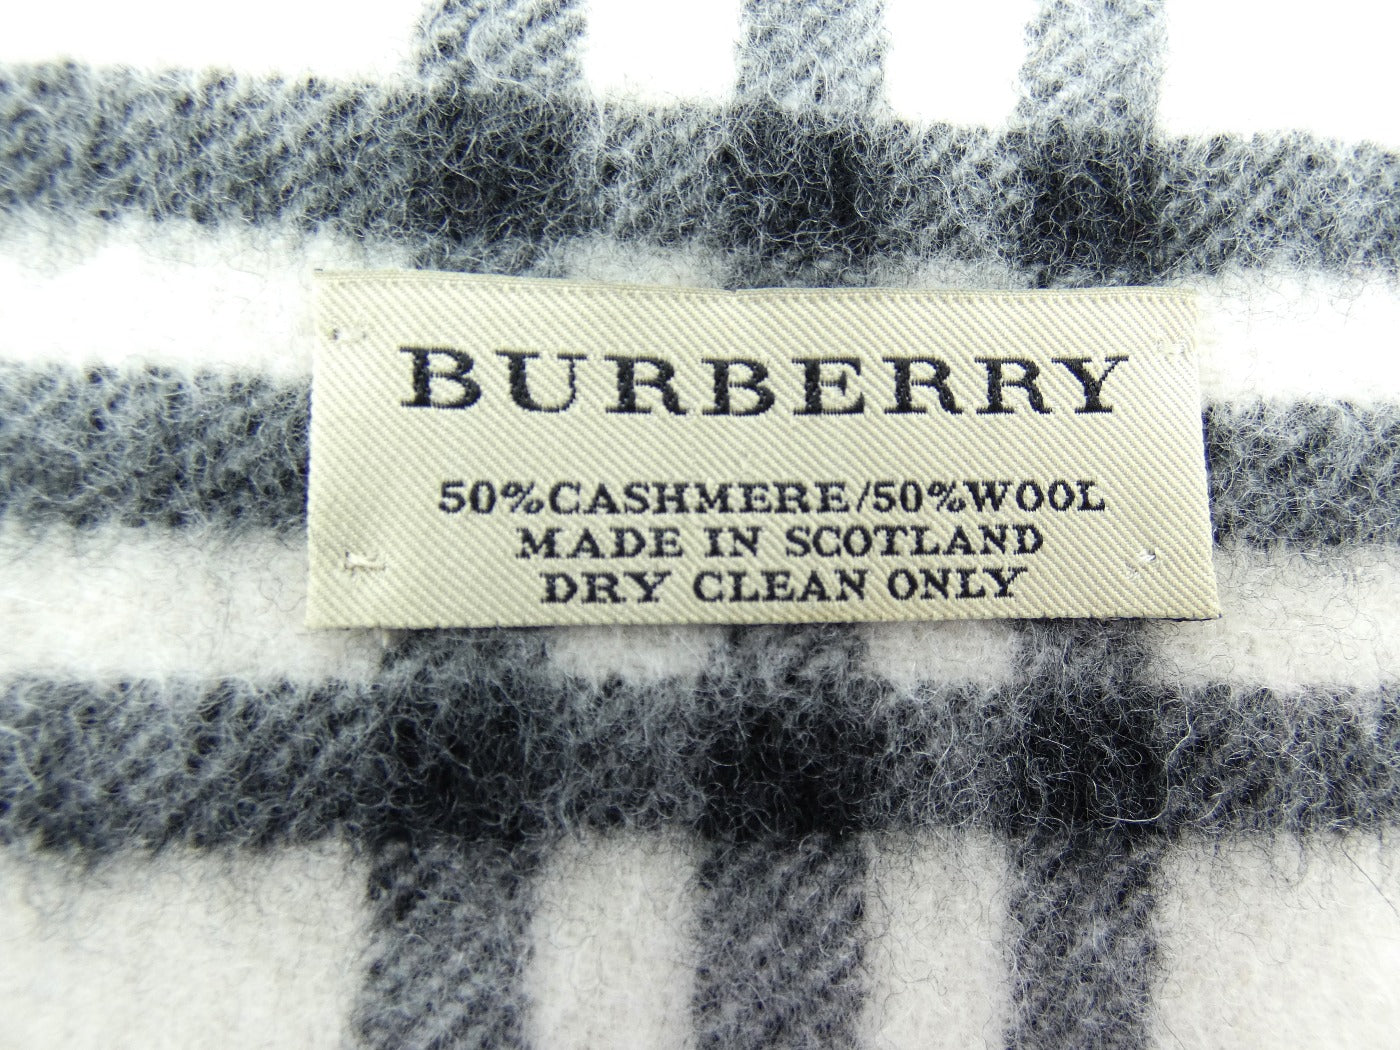 BURBERRY
50%CASHMERE/50%WOOL
MADE IN SCOTLAND
DRY CLEAN ONLY